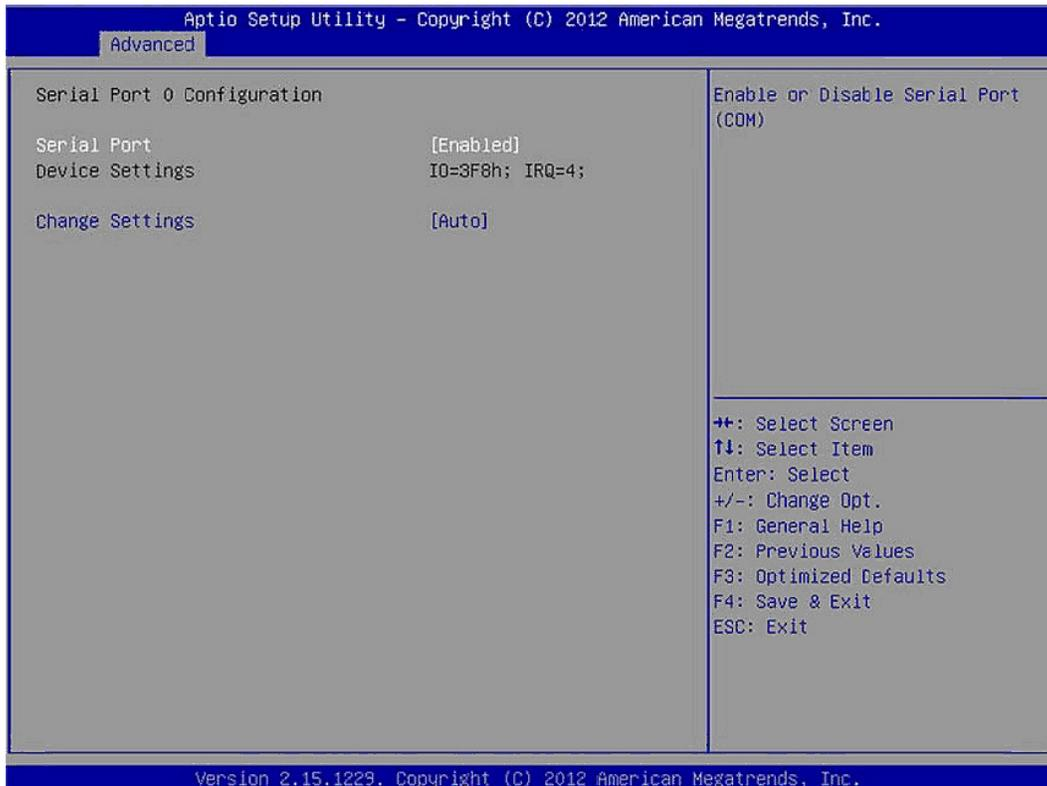 Aptio Setup Utility – Copyright (C) 2012 American Megatrends, Inc.
Advanced
Serial Port 0 Configuration
Serial Port [Enabled]
Device Settings IO=3F8h; IRQ=4;
Change Settings [Auto]
Enable or Disable Serial Port
(COM)
→←: Select Screen
↑↓: Select Item
Enter: Select
+/-: Change Opt.
F1: General Help
F2: Previous Values
F3: Optimized Defaults
F4: Save & Exit
ESC: Exit
Version 2.15.1229. Copyright (C) 2012 American Megatrends, Inc.